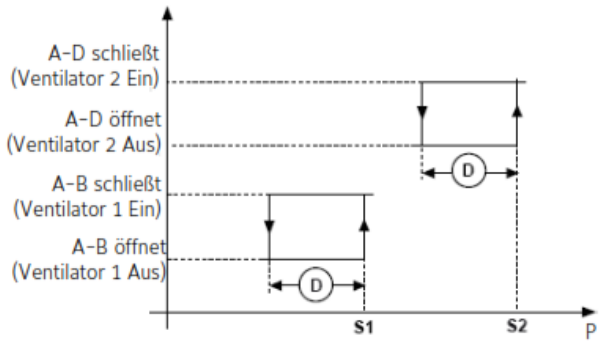 A-D schließt
(Ventilator 2 Ein)
A-D öffnet
(Ventilator 2 Aus)
D
A-B schließt
(Ventilator 1 Ein)
A-B öffnet
(Ventilator 1 Aus)
D
S1
S2
P